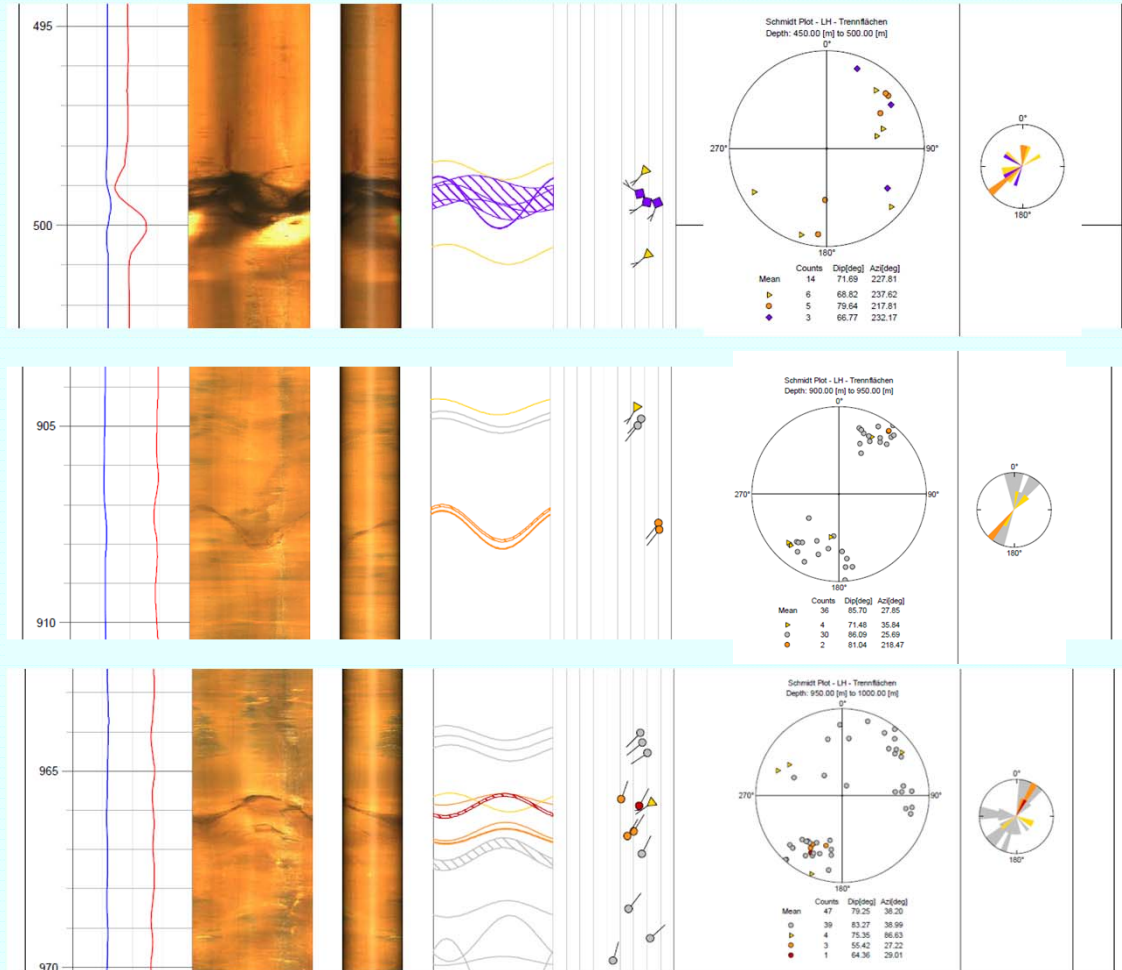 495
500
Schmidt Plot - LH - Trennflächen
Depth: 450.00 [m] to 500.00 [m]
0°
270°
90°
180°
Counts Dip[deg] Azi[deg]
Mean 14 71.69 227.81
6 68.82 237.62
5 79.64 217.81
3 66.77 232.17
0°
180°
905
910
Schmidt Plot - LH - Trennflächen
Depth: 900.00 [m] to 950.00 [m]
0°
270°
90°
180°
Counts Dip[deg] Azi[deg]
Mean 36 85.70 27.85
4 71.48 35.84
30 86.09 25.69
2 81.04 218.47
0°
180°
965
970
Schmidt Plot - LH - Trennflächen
Depth: 950.00 [m] to 1000.00 [m]
0°
270°
90°
180°
Counts Dip[deg] Azi[deg]
Mean 47 79.25 38.20
39 83.27 38.99
4 75.35 86.63
3 55.42 27.22
1 64.36 29.01
0°
180°